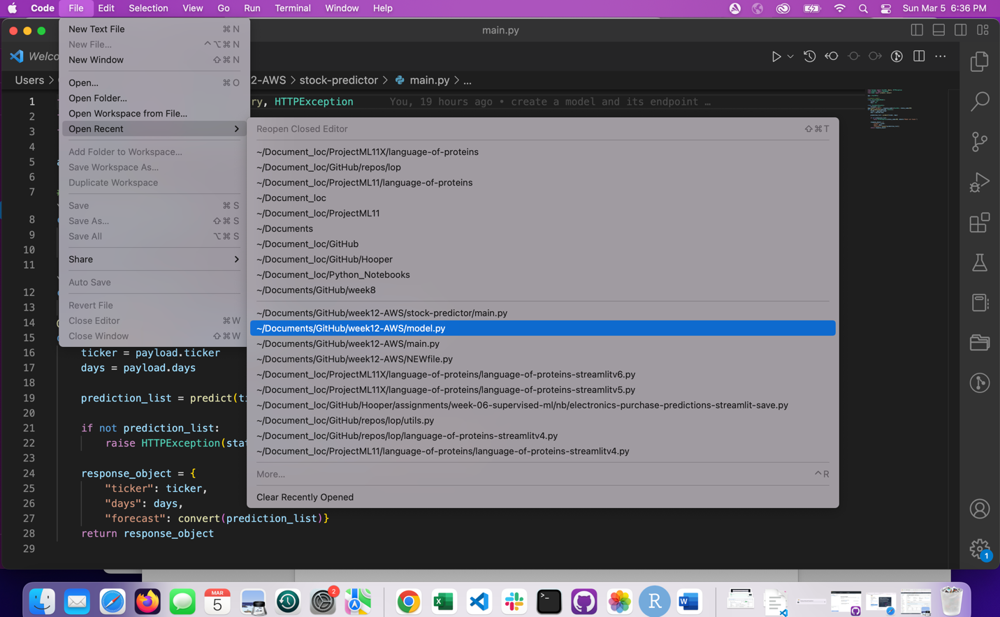 Code File Edit Selection View Go Run Terminal Window Help Sun Mar 5 6:36 PM
main.py
Welco
Users > 2-AWS > stock-predictor > main.py > ...
New Text File ⌘ N
New File... ^⌥⌘ N
New Window ⇧⌘ N
Open... ⌘ O
Open Folder...
Open Workspace from File...
Open Recent >
Add Folder to Workspace...
Save Workspace As...
Duplicate Workspace
Save ⌘ S
Save As... ⇧⌘ S
Save All ⌥⌘ S
Share >
Auto Save
Revert File
Close Editor ⌘ W
Close Window ⇧⌘ W
Reopen Closed Editor ⇧⌘ T
~/Document_loc/ProjectML11X/language-of-proteins
~/Document_loc/GitHub/repos/lop
~/Document_loc/ProjectML11/language-of-proteins
~/Document_loc
~/Document_loc/ProjectML11
~/Documents
~/Document_loc/GitHub
~/Document_loc/GitHub/Hooper
~/Document_loc/Python_Notebooks
~/Documents/GitHub/week8
~/Documents/GitHub/week12-AWS/stock-predictor/main.py
~/Documents/GitHub/week12-AWS/model.py
~/Documents/GitHub/week12-AWS/main.py
~/Documents/GitHub/week12-AWS/NEWfile.py
~/Document_loc/ProjectML11X/language-of-proteins/language-of-proteins-streamlitv6.py
~/Document_loc/ProjectML11X/language-of-proteins/language-of-proteins-streamlitv5.py
~/Document_loc/GitHub/Hooper/assignments/week-06-supervised-ml/nb/electronics-purchase-predictions-streamlit-save.py
~/Document_loc/GitHub/repos/lop/utils.py
~/Document_loc/GitHub/repos/lop/language-of-proteins-streamlitv4.py
~/Document_loc/ProjectML11/language-of-proteins/language-of-proteins-streamlitv4.py
More... ^ R
Clear Recently Opened
1 ry, HTTPException You, 19 hours ago • create a model and its endpoint …
2
3
4
5
6
7
8
9
10
11
12
13
14
15
16 ticker = payload.ticker
17 days = payload.days
18
19 prediction_list = predict(ti
20
21 if not prediction_list:
22 raise HTTPException(stat
23
24 response_object = {
25 "ticker": ticker,
26 "days": days,
27 "forecast": convert(prediction_list)}
28 return response_object
29
1
MAR
5
2
X
>_
R
W